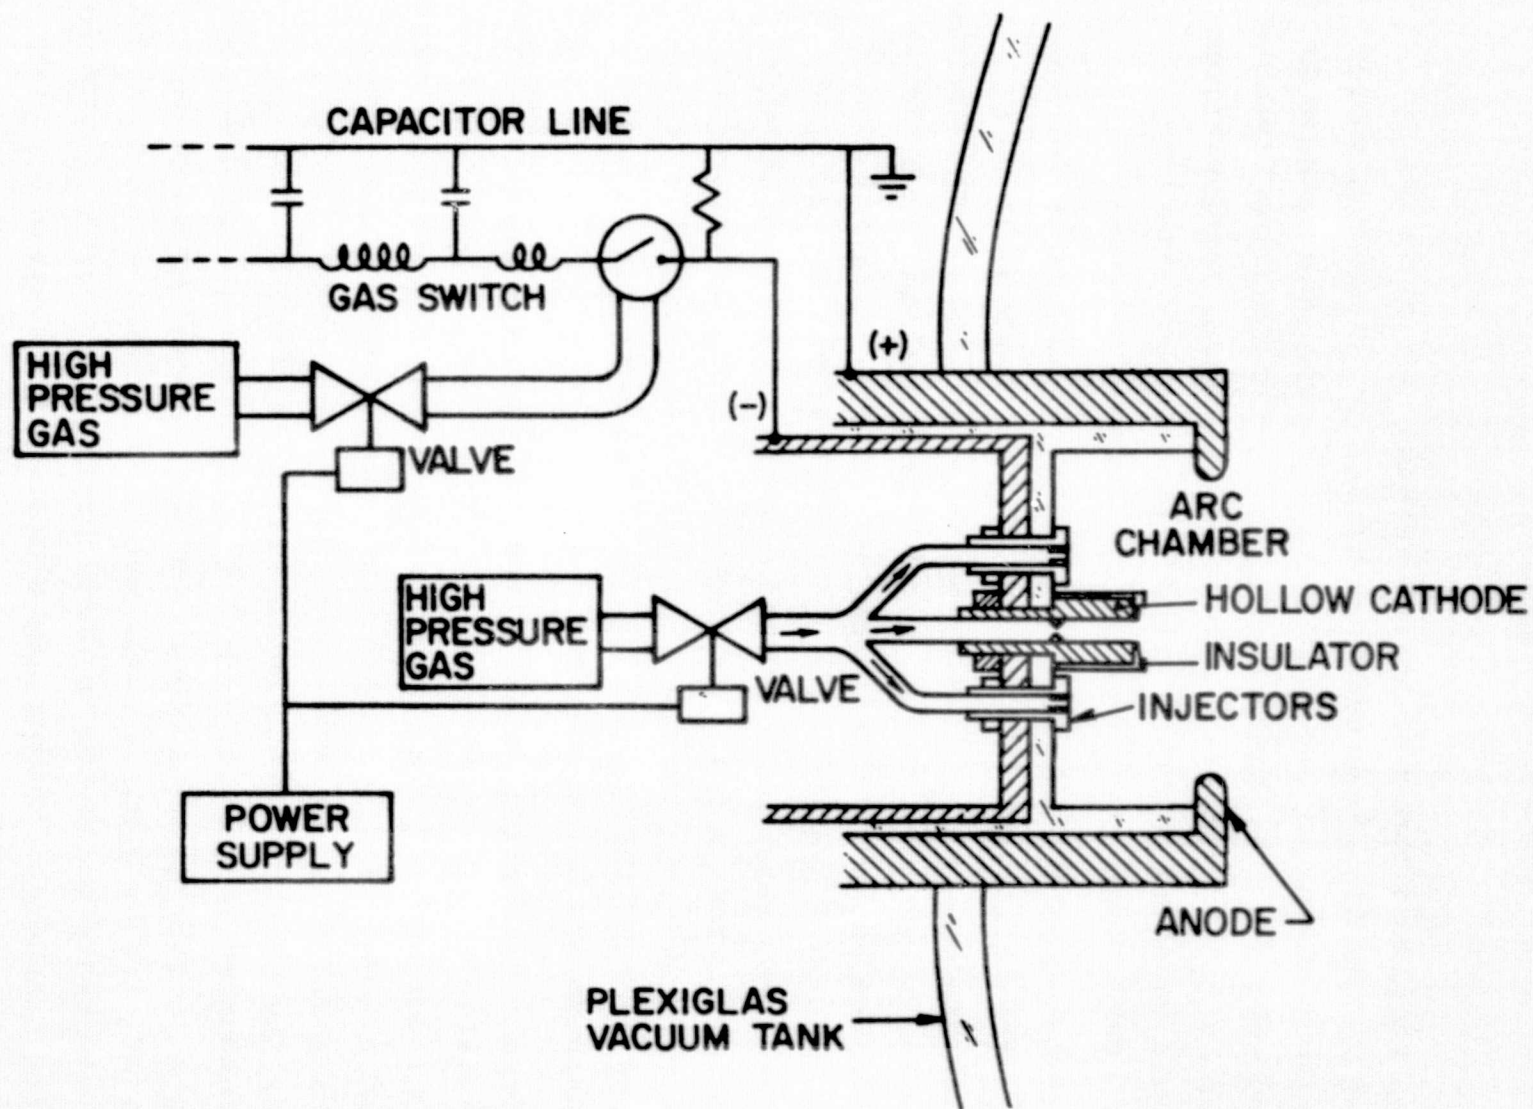 CAPACITOR LINE
GAS SWITCH
HIGH
PRESSURE
GAS
VALVE
(+)
(-)
ARC
CHAMBER
HIGH
PRESSURE
GAS
VALVE
HOLLOW CATHODE
INSULATOR
INJECTORS
POWER
SUPPLY
ANODE
PLEXIGLAS
VACUUM TANK